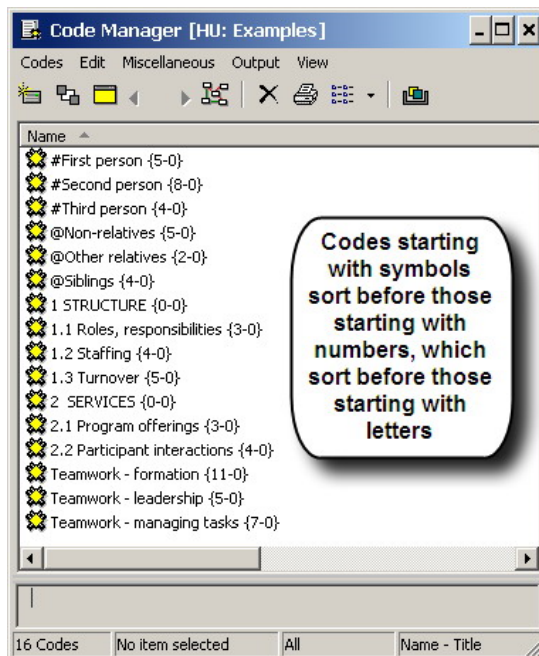 Code Manager [HU: Examples]
Codes Edit Miscellaneous Output View
Name
#First person {5-0}
#Second person {8-0}
#Third person {4-0}
@Non-relatives {5-0}
@Other relatives {2-0}
@Siblings {4-0}
1 STRUCTURE {0-0}
1.1 Roles, responsibilities {3-0}
1.2 Staffing {4-0}
1.3 Turnover {5-0}
2  SERVICES {0-0}
2.1 Program offerings {3-0}
2.2 Participant interactions {4-0}
Teamwork - formation {11-0}
Teamwork - leadership {5-0}
Teamwork - managing tasks {7-0}
Codes starting
with symbols
sort before those
starting with
numbers, which
sort before those
starting with
letters
16 Codes No item selected All Name - Title